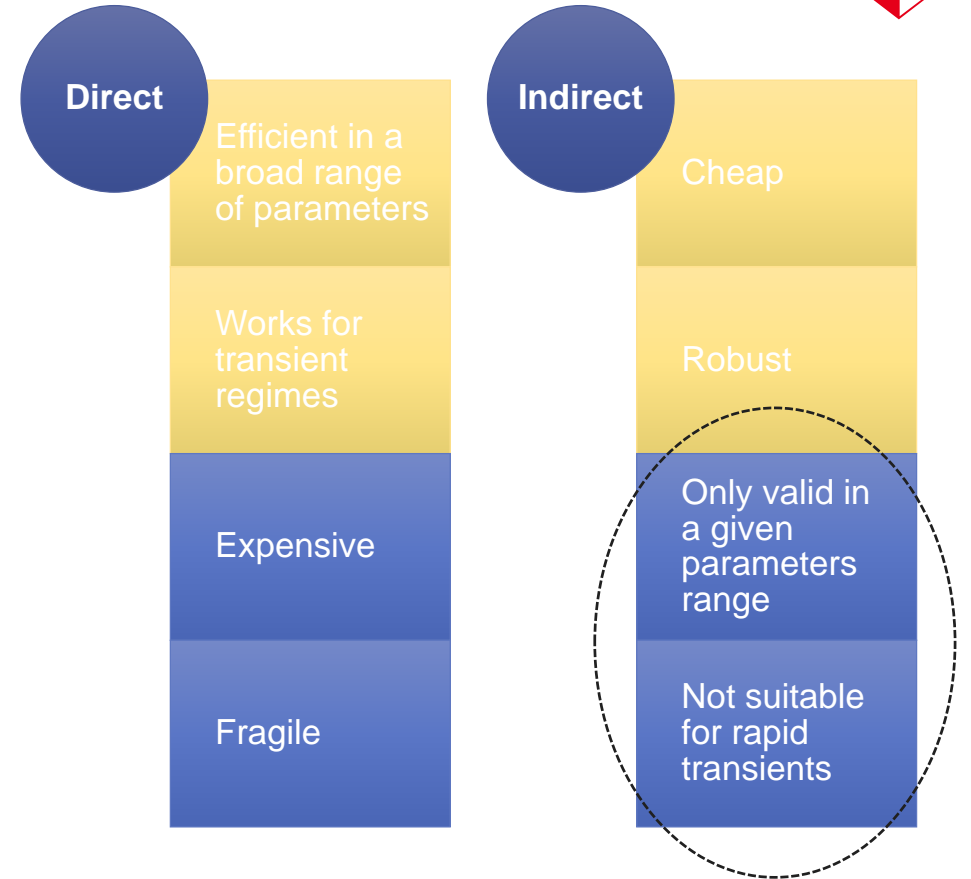 Direct
Efficient in a
broad range
of parameters
Works for
transient
regimes
Expensive
Fragile
Indirect
Cheap
Robust
Only valid in
a given
parameters
range
Not suitable
for rapid
transients